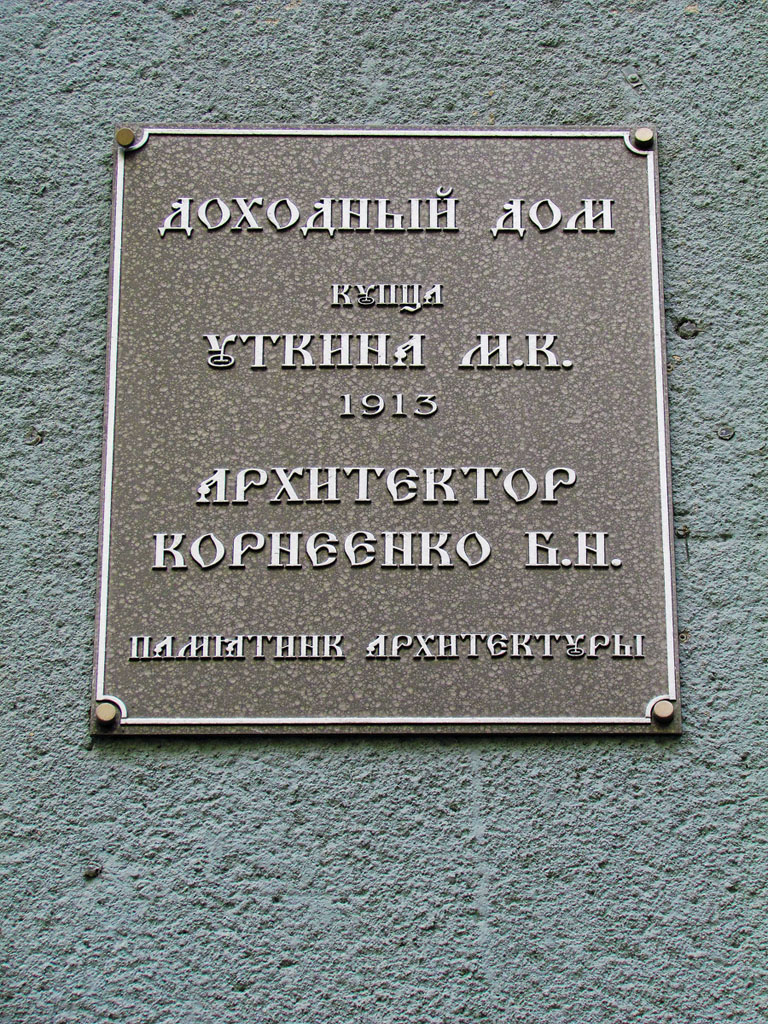 ДОХОДНЫЙ ДОМ
КУПЦА
УТКИНА М.К.
1913
АРХИТЕКТОР
КОРНЕЕНКО Б.Н.
ПАМЯТНИК АРХИТЕКТУРЫ